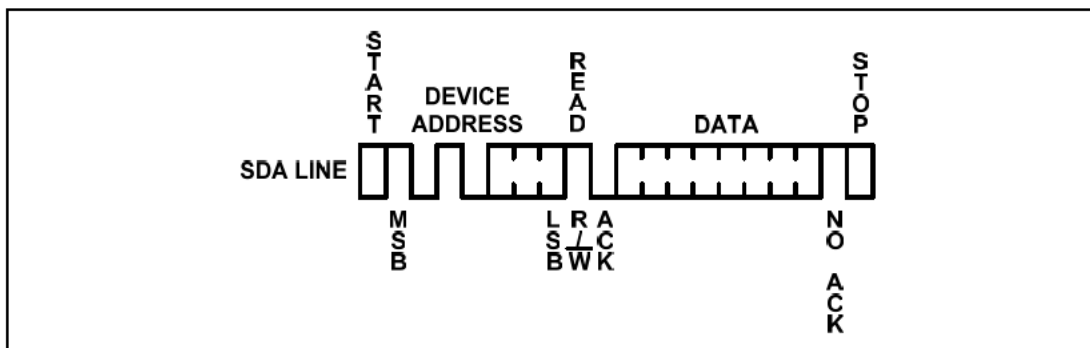 START
DEVICE
ADDRESS
READ
DATA
STOP
SDA LINE
MSB
LSB
R/W
ACK
NO ACK